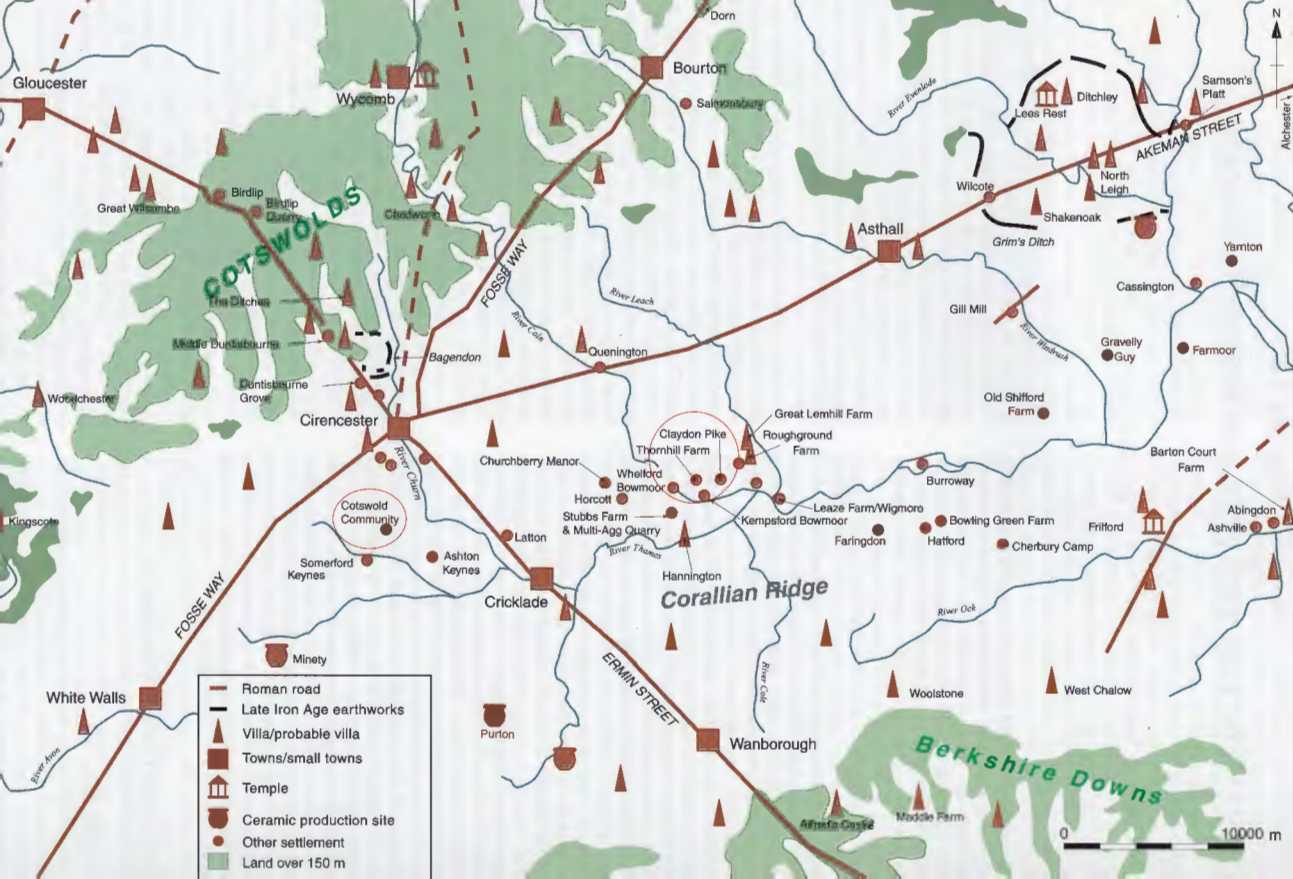 Dorn
N
Gloucester
Bourton
Wycomb
Salmonsbury
River Evenlode
Samson's
Platt
Ditchley
Lees Rest
AKEMAN STREET
Alchester
Birdlip
Birdlip
Quarry
Great Witcombe
COTSWOLDS
Chedworth
North
Leigh
Wilcote
Shakenoak
Asthall
Grim's Ditch
Yarnton
FOSSE WAY
Cassington
The Ditches
River Leach
River Coln
Gill Mill
River Windrush
Middle Duntisbourne
Bagendon
Quenington
Gravelly
Guy
Farmoor
Duntisbourne
Grove
Woodchester
Old Shifford
Farm
Cirencester
Great Lemhill Farm
Claydon Pike
Thornhill Farm
Roughground
Farm
Barton Court
Farm
River Churn
Churchberry Manor
Whelford
Bowmoor
Burroway
Horcott
Cotswold
Community
Leaze Farm/Wigmore
Stubbs Farm
& Multi-Agg Quarry
Kempsford Bowmoor
Bowling Green Farm
Abingdon
Kingscote
Frilford
Ashville
Faringdon
Hatford
Latton
Cherbury Camp
River Thames
Somerford
Keynes
Ashton
Keynes
Hannington
Cricklade
Corallian Ridge
River Ock
FOSSE WAY
Minety
ERMIN STREET
River Cole
White Walls
Woolstone
West Chalow
Purton
Wanborough
River Avon
Berkshire Downs
Maddle Farm
0 10000 m
Roman road
Late Iron Age earthworks
Villa/probable villa
Towns/small towns
Temple
Ceramic production site
Other settlement
Land over 150 m